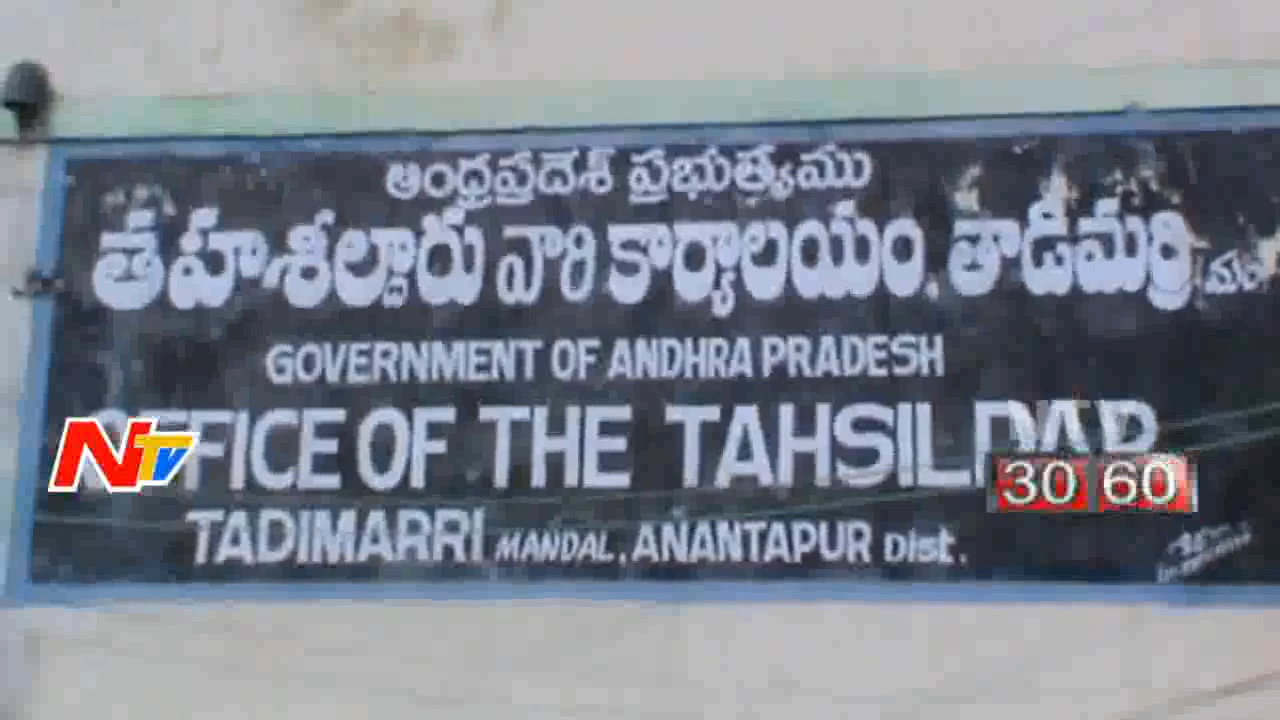 ఆంధ్రప్రదేశ్ ప్రభుత్వము
తహశీల్దారు వారి కార్యాలయం, తాడిమర్రి (మం
GOVERNMENT OF ANDHRA PRADESH
OFFICE OF THE TAHSILDAR
NTV
30 60
TADIMARRI MANDAL, ANANTAPUR Dist.